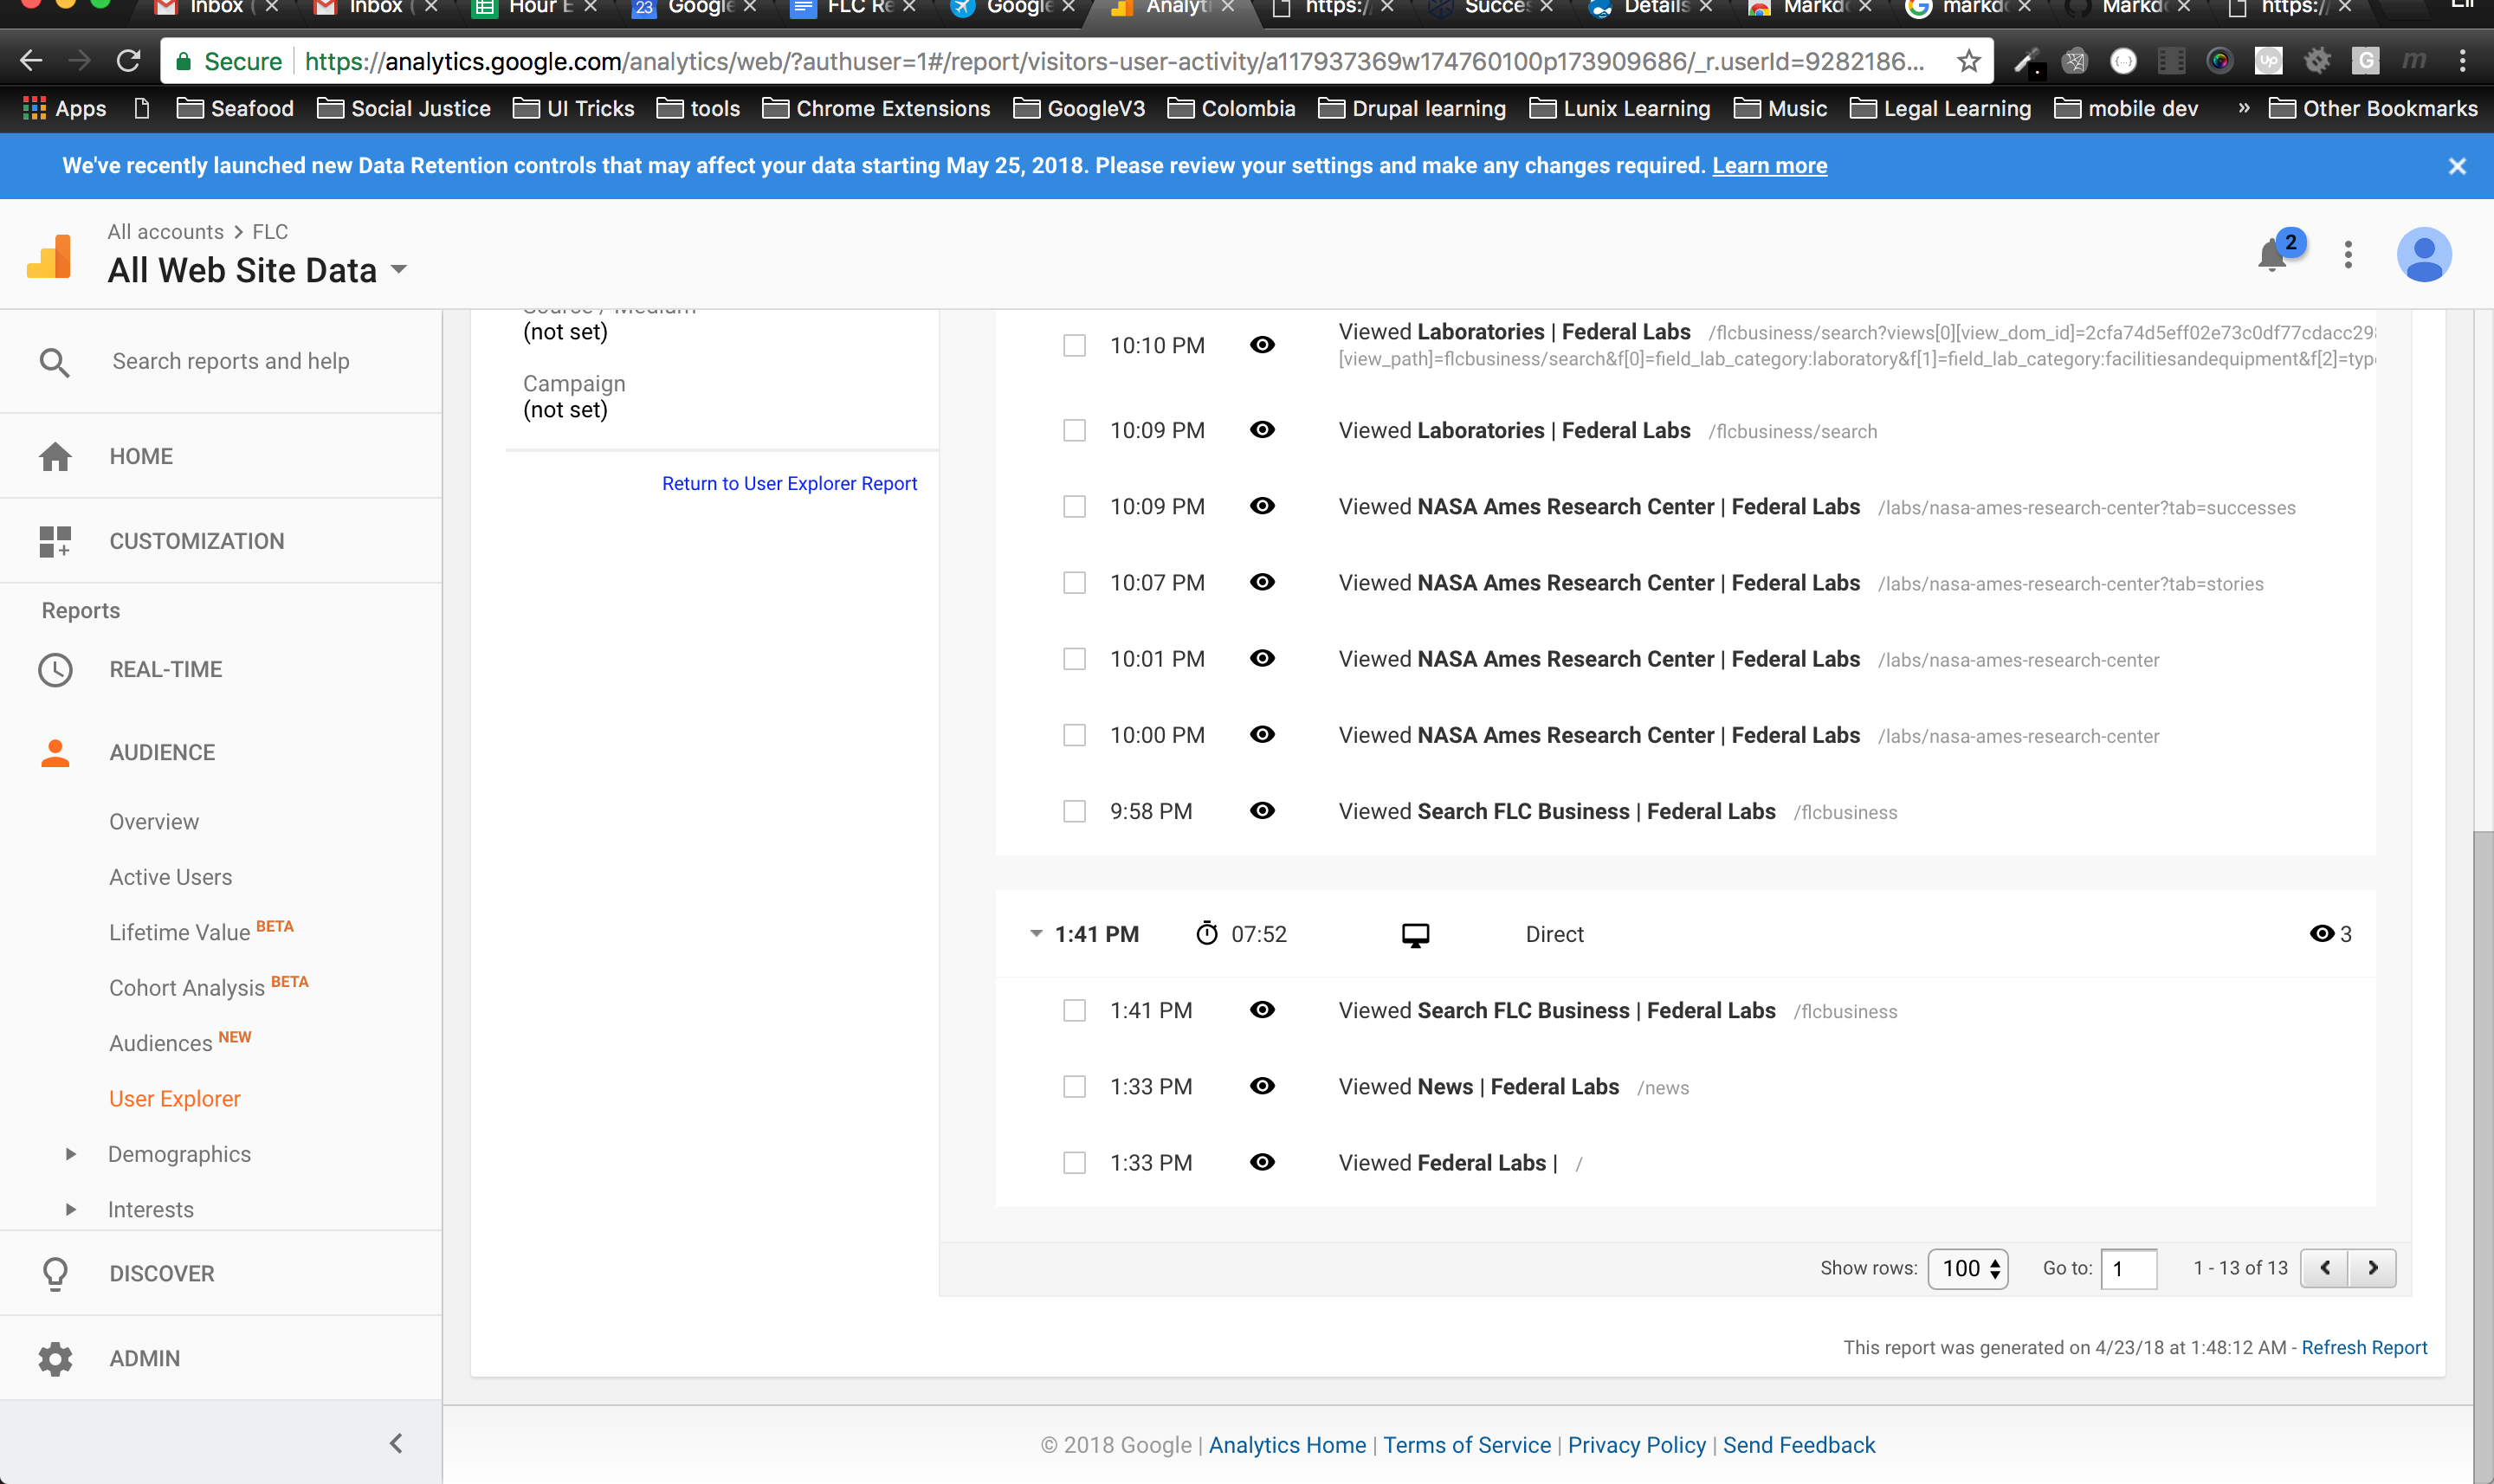 Inbox ( Inbox ( Hour E Google FLC Re Google Analyti https:/ Succes Details Markdo markdo Markdo https:/
Secure https://analytics.google.com/analytics/web/?authuser=1#/report/visitors-user-activity/a117937369w174760100p173909686/_r.userId=9282186...
Apps Seafood Social Justice UI Tricks tools Chrome Extensions GoogleV3 Colombia Drupal learning Lunix Learning Music Legal Learning mobile dev » Other Bookmarks
We've recently launched new Data Retention controls that may affect your data starting May 25, 2018. Please review your settings and make any changes required. Learn more
All accounts > FLC
All Web Site Data
2
Search reports and help
HOME
CUSTOMIZATION
Reports
REAL-TIME
AUDIENCE
Overview
Active Users
Lifetime Value BETA
Cohort Analysis BETA
Audiences NEW
User Explorer
Demographics
Interests
DISCOVER
ADMIN
Source / Medium
(not set)
Campaign
(not set)
Return to User Explorer Report
10:10 PM Viewed Laboratories | Federal Labs /flcbusiness/search?views[0][view_dom_id]=2cfa74d5eff02e73c0df77cdacc298
[view_path]=flcbusiness/search&f[0]=field_lab_category:laboratory&f[1]=field_lab_category:facilitiesandequipment&f[2]=type
10:09 PM Viewed Laboratories | Federal Labs /flcbusiness/search
10:09 PM Viewed NASA Ames Research Center | Federal Labs /labs/nasa-ames-research-center?tab=successes
10:07 PM Viewed NASA Ames Research Center | Federal Labs /labs/nasa-ames-research-center?tab=stories
10:01 PM Viewed NASA Ames Research Center | Federal Labs /labs/nasa-ames-research-center
10:00 PM Viewed NASA Ames Research Center | Federal Labs /labs/nasa-ames-research-center
9:58 PM Viewed Search FLC Business | Federal Labs /flcbusiness
1:41 PM 07:52 Direct 3
1:41 PM Viewed Search FLC Business | Federal Labs /flcbusiness
1:33 PM Viewed News | Federal Labs /news
1:33 PM Viewed Federal Labs | /
Show rows: 100 Go to: 1 1 - 13 of 13
This report was generated on 4/23/18 at 1:48:12 AM - Refresh Report
© 2018 Google | Analytics Home | Terms of Service | Privacy Policy | Send Feedback